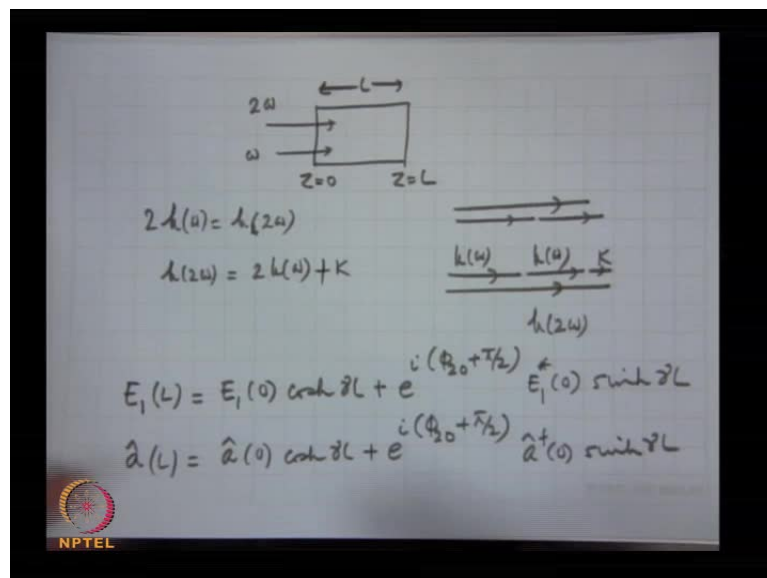 ← L →
2ω
ω
Z=0 Z=L
2k(ω) = k(2ω)
k(ω) k(ω) K
k(2ω) = 2k(ω) + K
k(2ω)
E₁(L) = E₁(0) cosh γL + e^{i(ϕ₂₀+π/2)} E₁*(0) sinh γL
â(L) = â(0) cosh γL + e^{i(ϕ₂₀+π/2)} â†(0) sinh γL
NPTEL